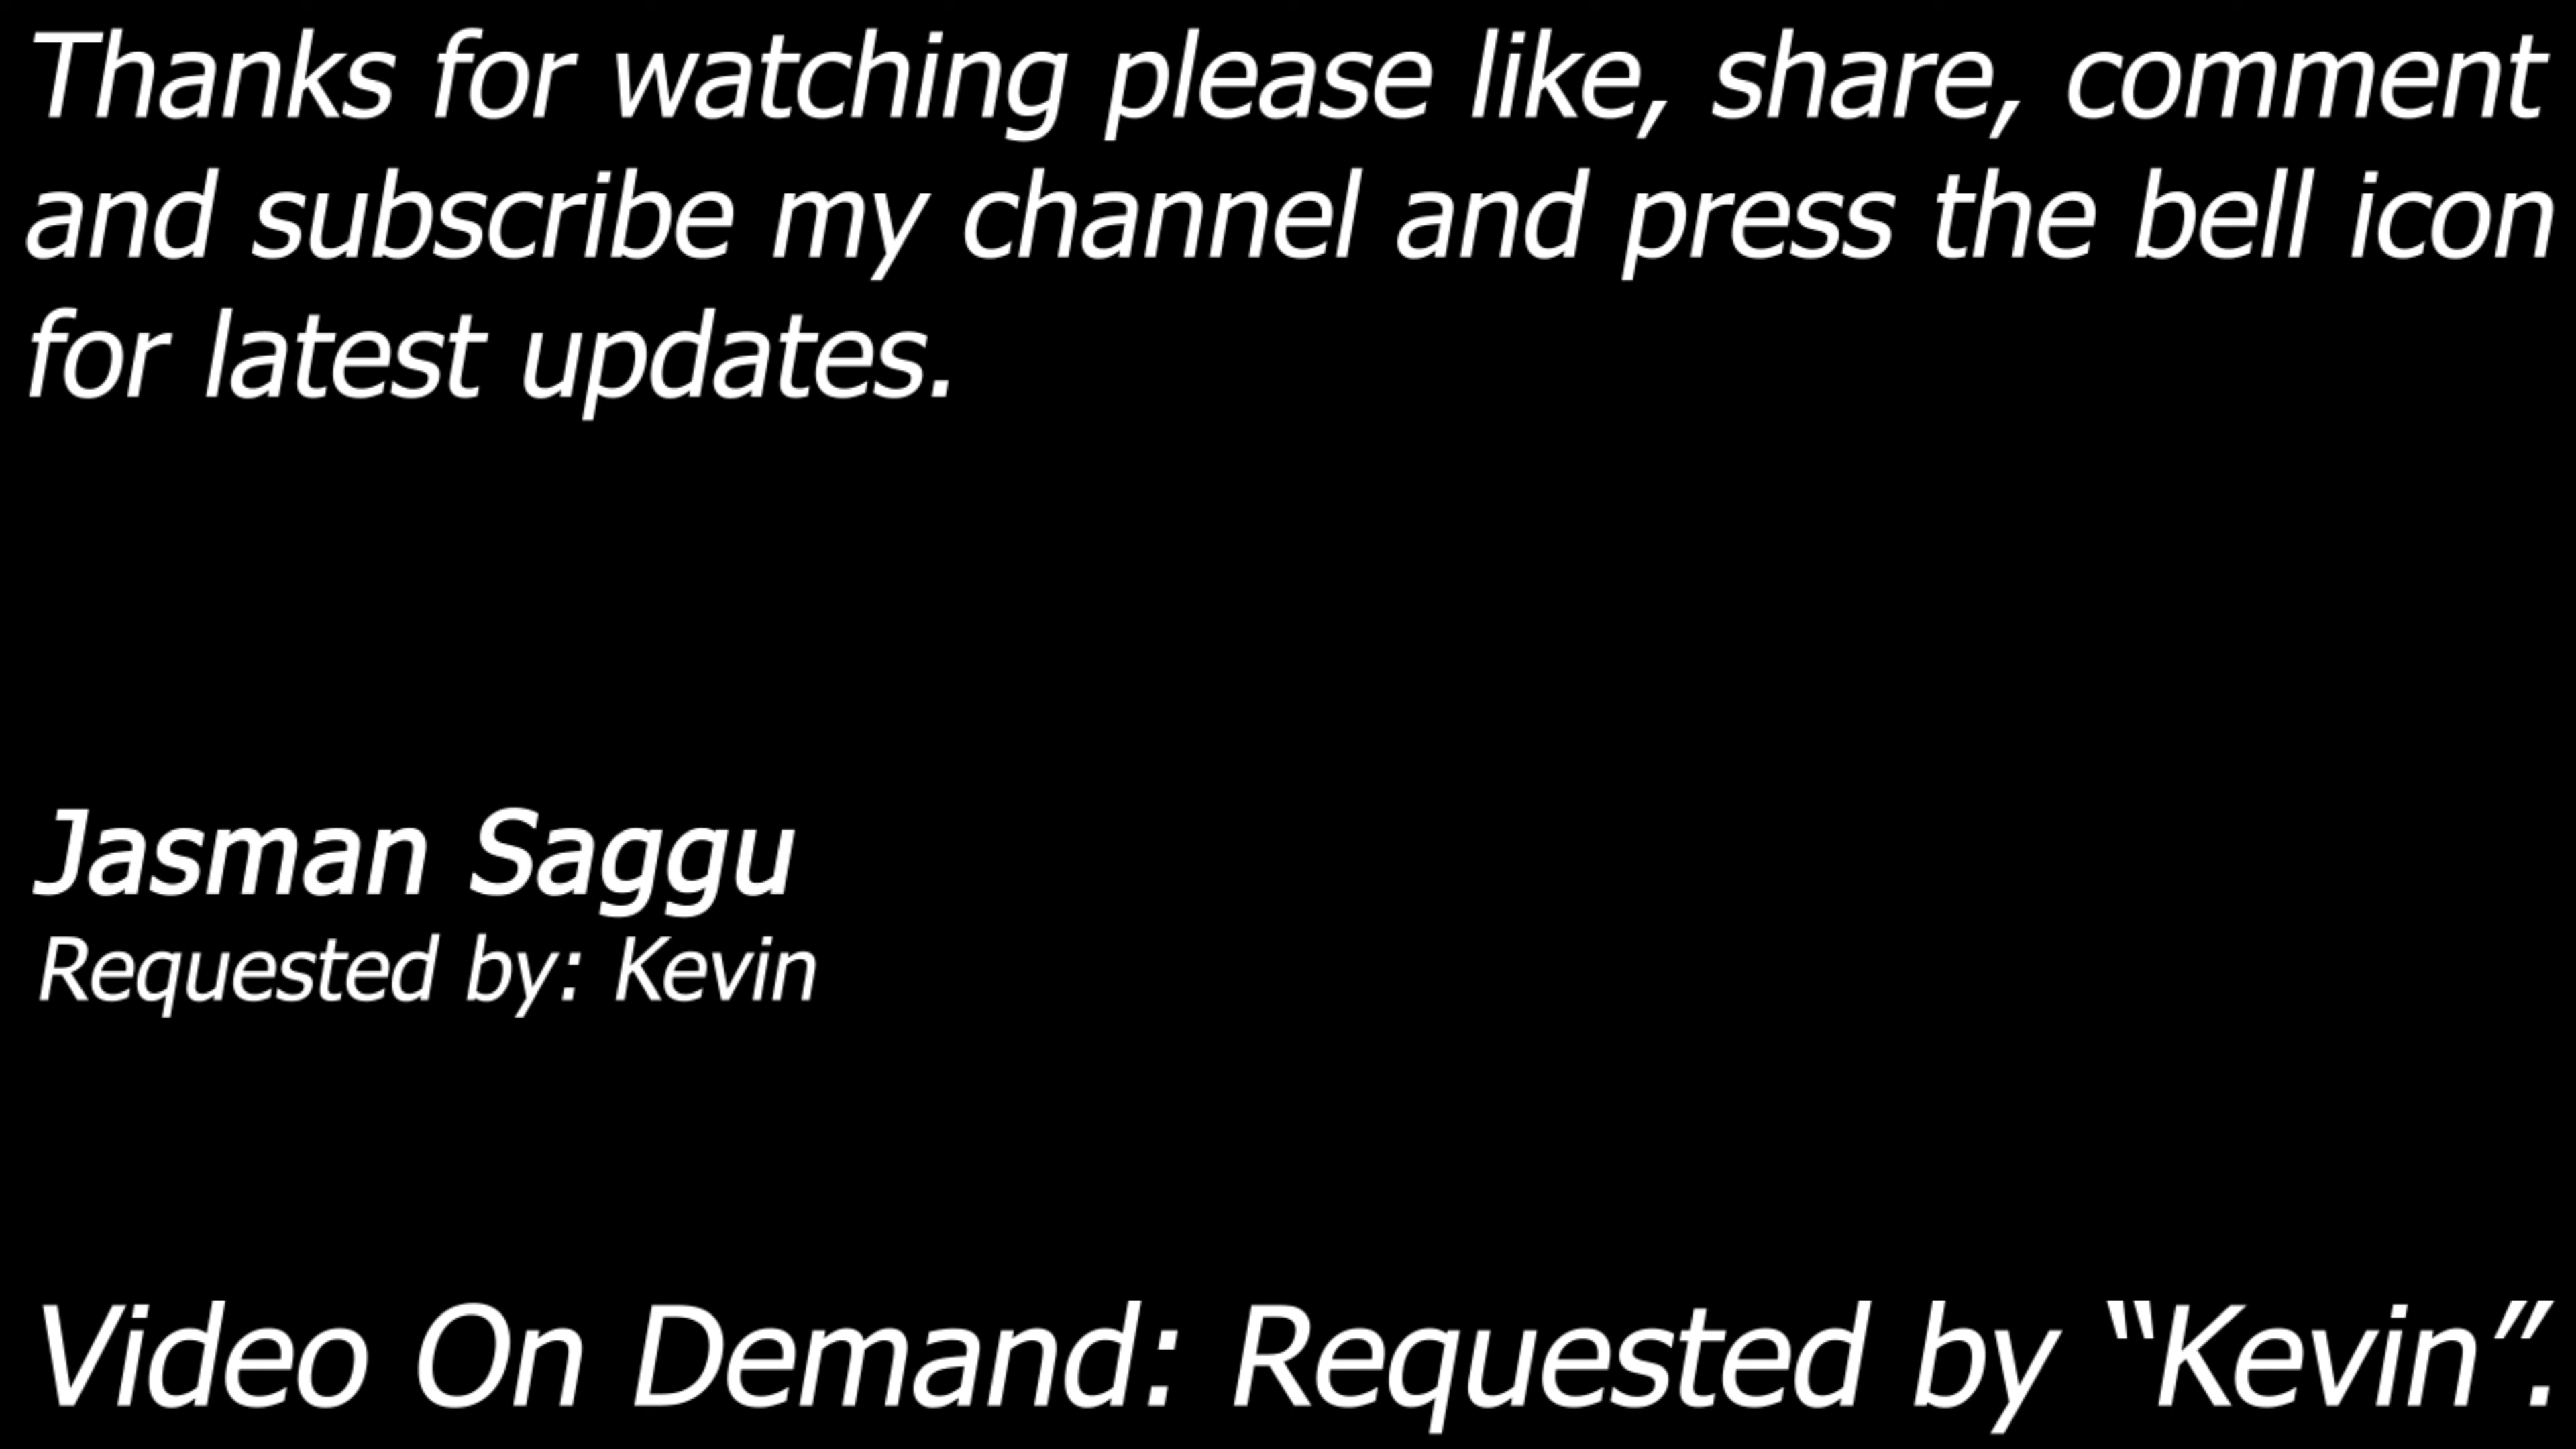 Thanks for watching please like, share, comment
and subscribe my channel and press the bell icon
for latest updates.
Jasman Saggu
Requested by: Kevin
Video On Demand: Requested by “Kevin”.